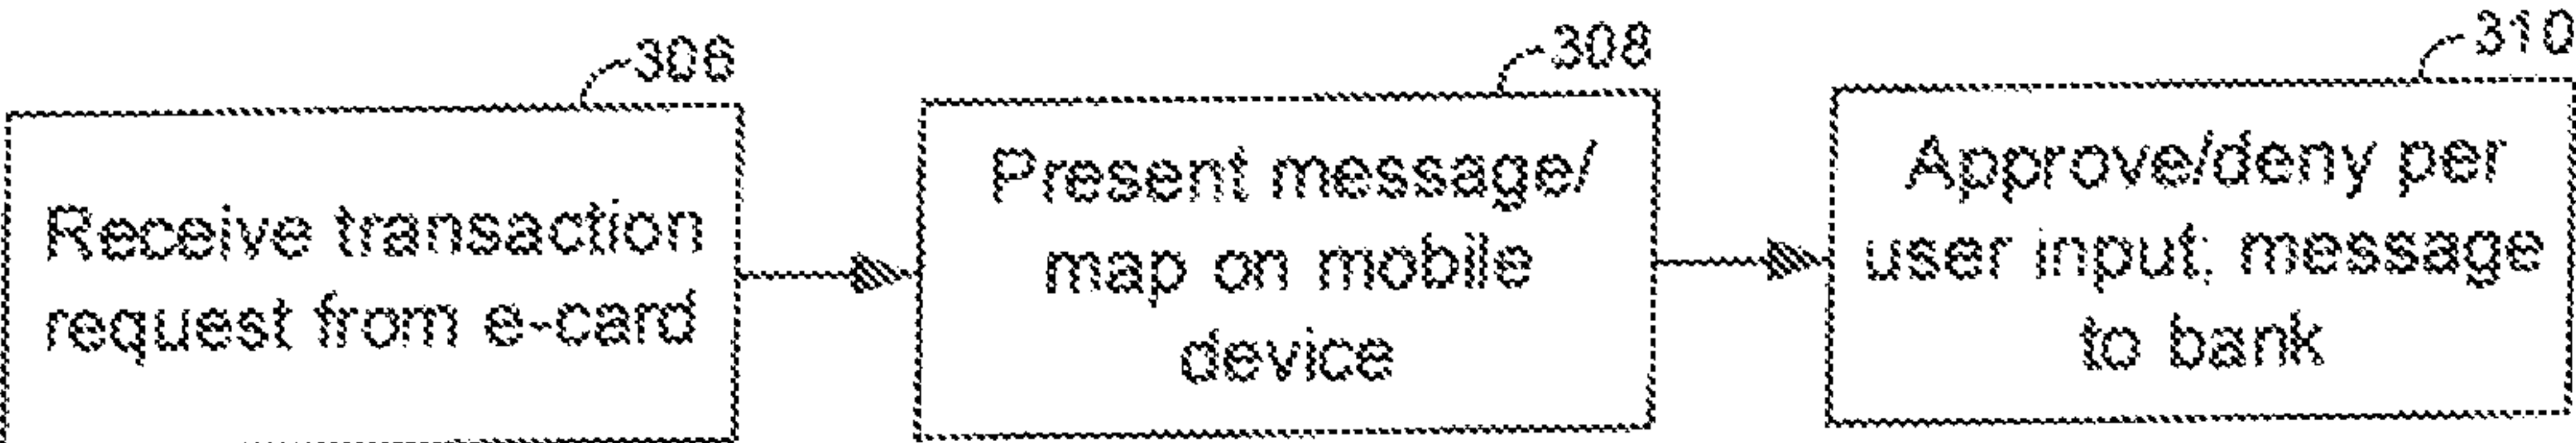 306
Receive transaction
request from e-card
308
Present message/
map on mobile
device
310
Approve/deny per
user input; message
to bank